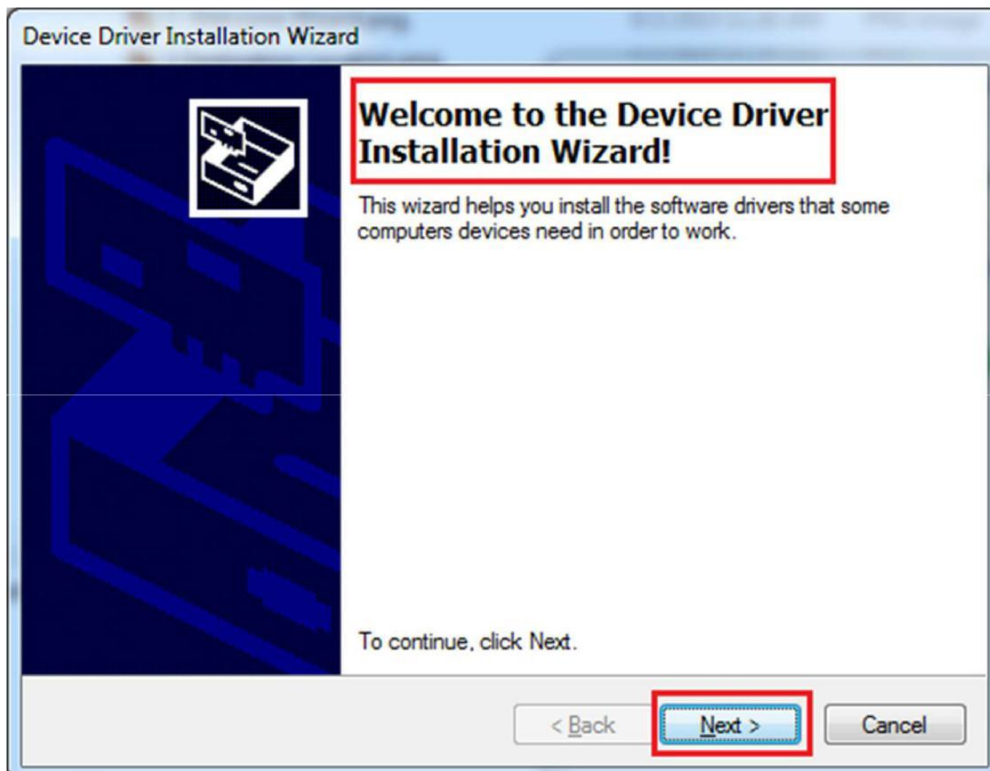 Device Driver Installation Wizard
Welcome to the Device Driver
Installation Wizard!
This wizard helps you install the software drivers that some
computers devices need in order to work.
To continue, click Next.
< Back
Next >
Cancel